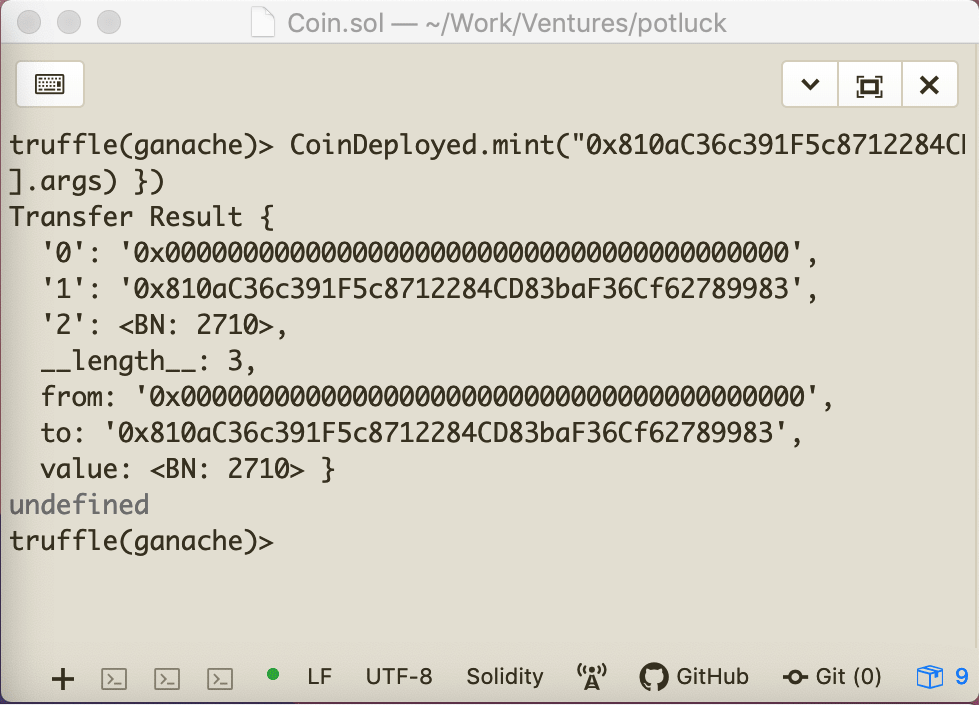 Coin.sol — ~/Work/Ventures/potluck
truffle(ganache)> CoinDeployed.mint("0x810aC36c391F5c8712284C
].args) })
Transfer Result {
  '0': '0x0000000000000000000000000000000000000000',
  '1': '0x810aC36c391F5c8712284CD83baF36Cf62789983',
  '2': <BN: 2710>,
  __length__: 3,
  from: '0x0000000000000000000000000000000000000000',
  to: '0x810aC36c391F5c8712284CD83baF36Cf62789983',
  value: <BN: 2710> }
undefined
truffle(ganache)>
LF UTF-8 Solidity GitHub Git (0) 9